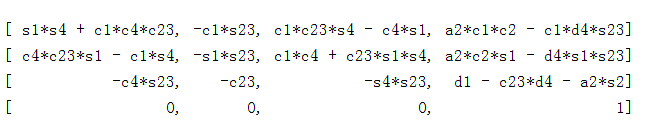 [ s1*s4 + c1*c4*c23, -c1*s23, c1*c23*s4 - c4*s1, a2*c1*c2 - c1*d4*s23]
[ c4*c23*s1 - c1*s4, -s1*s23, c1*c4 + c23*s1*s4, a2*c2*s1 - d4*s1*s23]
[ -c4*s23, -c23, -s4*s23, d1 - c23*d4 - a2*s2]
[ 0, 0, 0, 1]